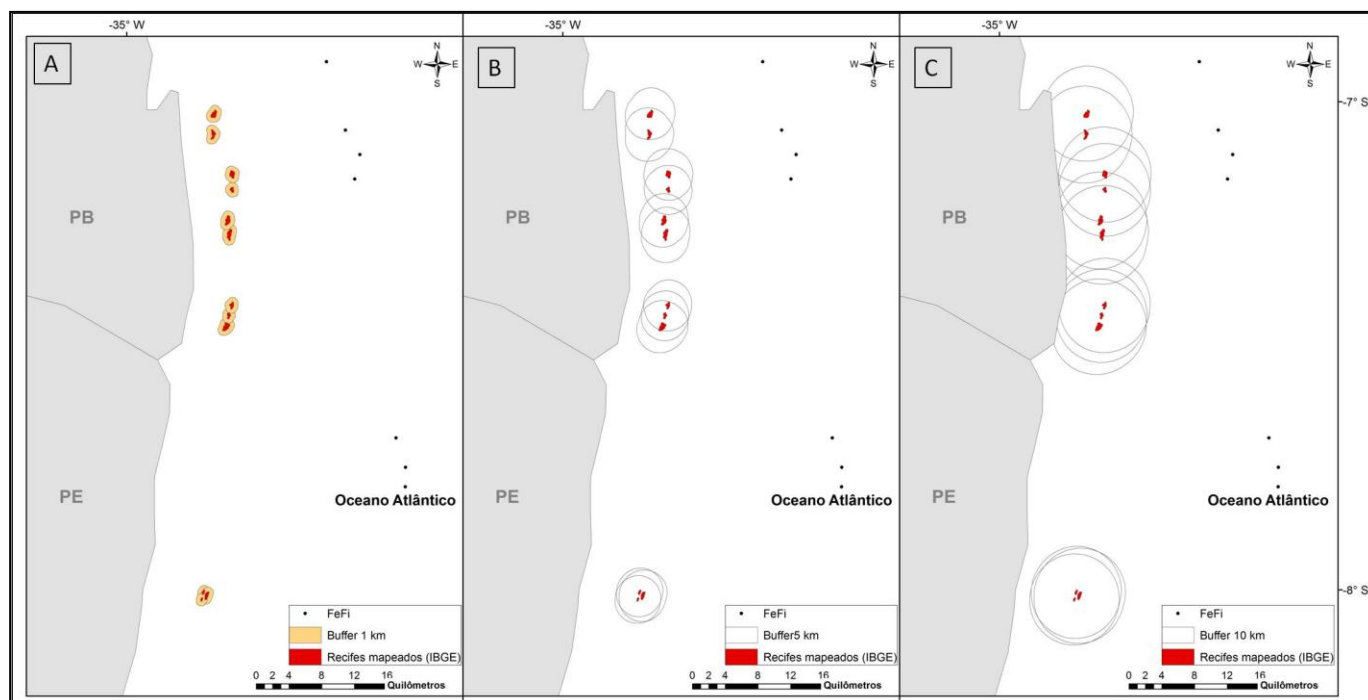 -35° W
-35° W
-35° W
A
N
W E
S
B
N
W E
S
C
N
W E
S
-7° S
PB
PB
PB
PE
PE
PE
Oceano Atlântico
Oceano Atlântico
Oceano Atlântico
-8° S
FeFi
Buffer 1 km
Recifes mapeados (IBGE)
0 2 4 8 12 16
Quilômetros
FeFi
Buffer5 km
Recifes mapeados (IBGE)
0 2 4 8 12 16
Quilômetros
FeFi
Buffer 10 km
Recifes mapeados (IBGE)
0 2 4 8 12 16
Quilômetros